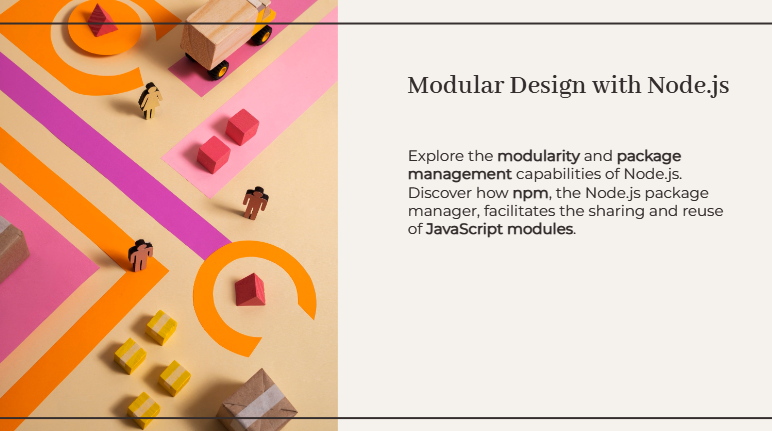 Modular Design with Node.js
Explore the modularity and package
management capabilities of Node.js.
Discover how npm, the Node.js package
manager, facilitates the sharing and reuse
of JavaScript modules.